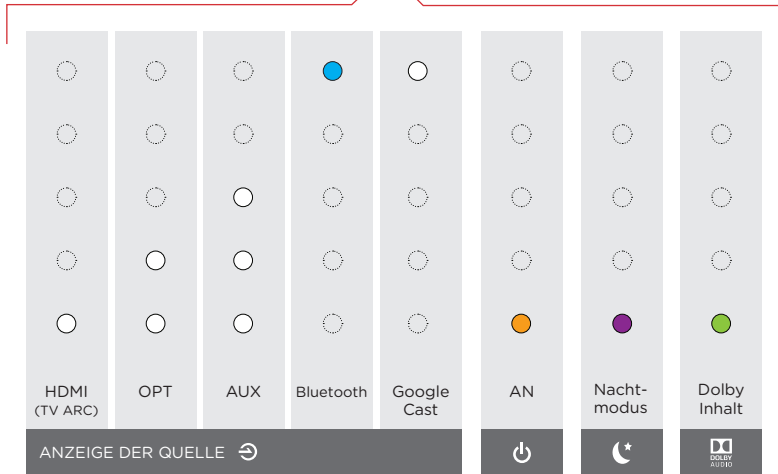 HDMI
(TV ARC)
OPT
AUX
Bluetooth
Google
Cast
AN
Nacht-
modus
Dolby
Inhalt
ANZEIGE DER QUELLE
DOLBY
AUDIO